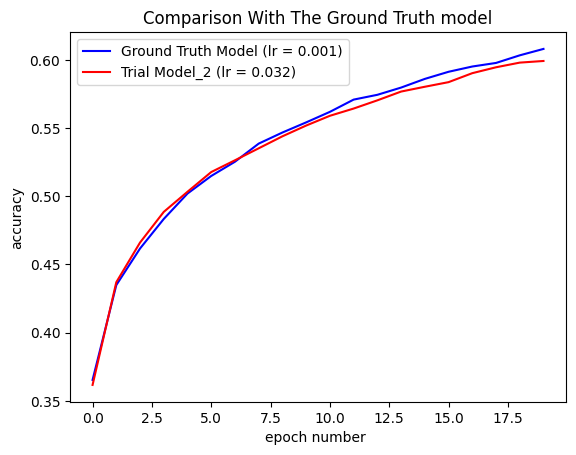 Comparison With The Ground Truth model
Ground Truth Model (lr = 0.001)
Trial Model_2 (lr = 0.032)
accuracy
0.60
0.55
0.50
0.45
0.40
0.35
0.0 2.5 5.0 7.5 10.0 12.5 15.0 17.5
epoch number